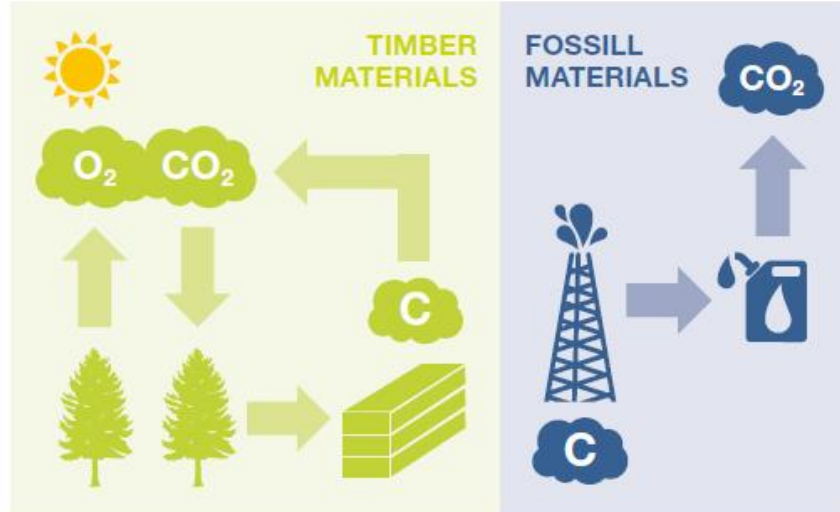 TIMBER
MATERIALS
FOSSILL
MATERIALS
CO₂
O₂
CO₂
C
C